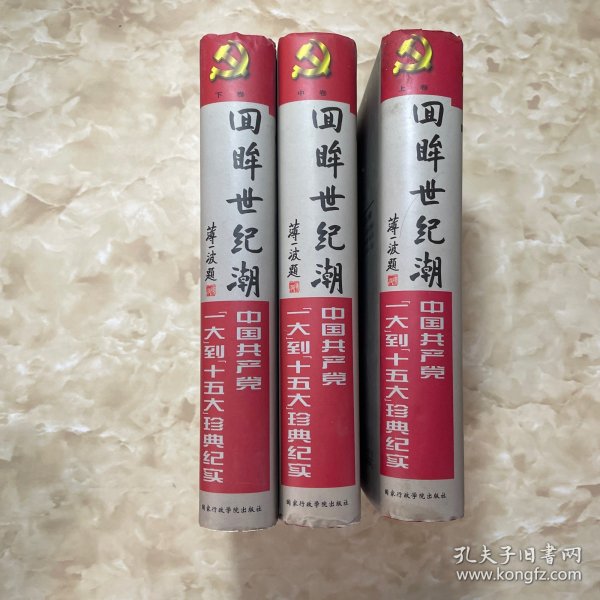 下卷
回眸世纪潮
薄一波题
中国共产党
「一大」到「十五大」珍典纪实
国家行政学院出版社
中卷
回眸世纪潮
薄一波题
中国共产党
「一大」到「十五大」珍典纪实
国家行政学院出版社
上卷
回眸世纪潮
薄一波题
中国共产党
「一大」到「十五大」珍典纪实
国家行政学院出版社
孔夫子旧书网
www.kongfz.com